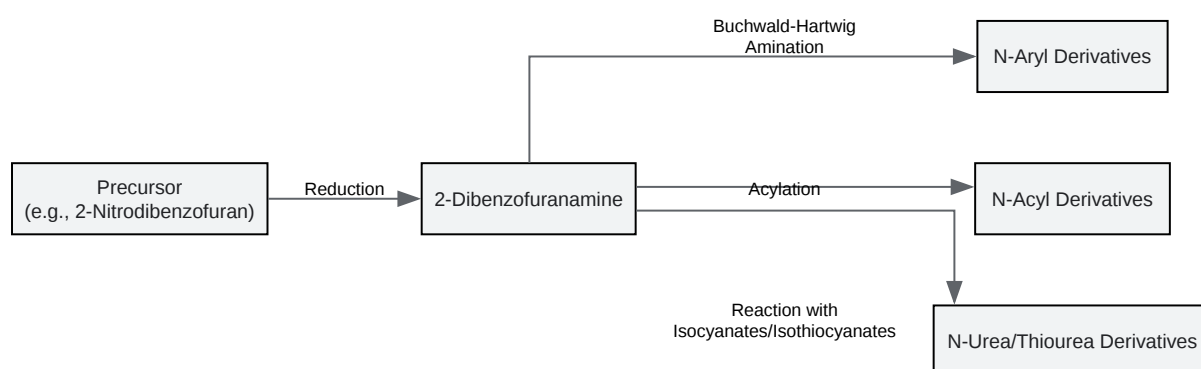 Buchwald-Hartwig
Amination
N-Aryl Derivatives
Precursor
(e.g., 2-Nitrodibenzofuran)
Reduction
2-Dibenzofuranamine
Acylation
N-Acyl Derivatives
Reaction with
Isocyanates/Isothiocyanates
N-Urea/Thiourea Derivatives